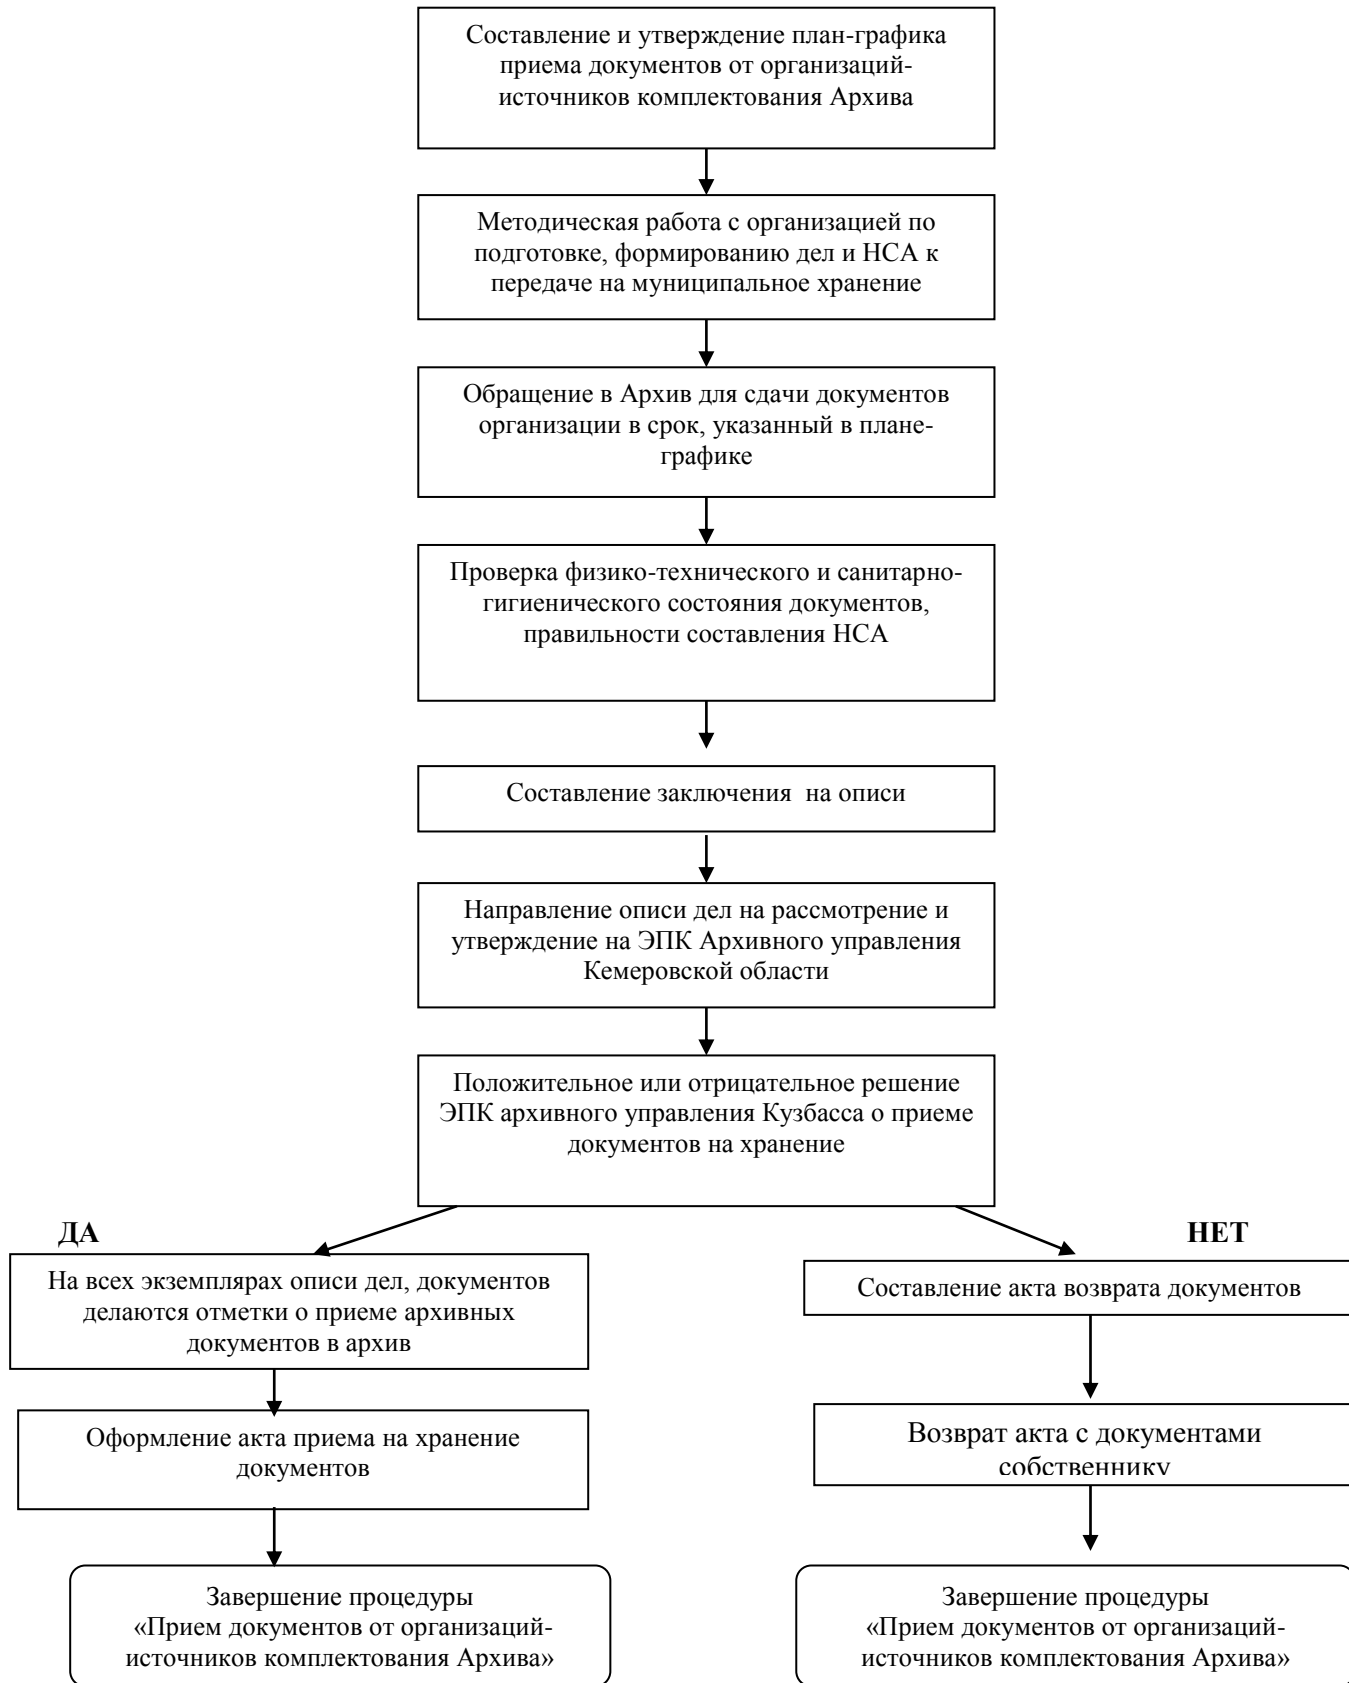 Составление и утверждение план-графика
приема документов от организаций-
источников комплектования Архива
Методическая работа с организацией по
подготовке, формированию дел и НСА к
передаче на муниципальное хранение
Обращение в Архив для сдачи документов
организации в срок, указанный в плане-
графике
Проверка физико-технического и санитарно-
гигиенического состояния документов,
правильности составления НСА
Составление заключения  на описи
Направление описи дел на рассмотрение и
утверждение на ЭПК Архивного управления
Кемеровской области
Положительное или отрицательное решение
ЭПК архивного управления Кузбасса о приеме
документов на хранение
ДА
На всех экземплярах описи дел, документов
делаются отметки о приеме архивных
документов в архив
Оформление акта приема на хранение
документов
Завершение процедуры
«Прием документов от организаций-
источников комплектования Архива»
НЕТ
Составление акта возврата документов
Возврат акта с документами
собственнику
Завершение процедуры
«Прием документов от организаций-
источников комплектования Архива»